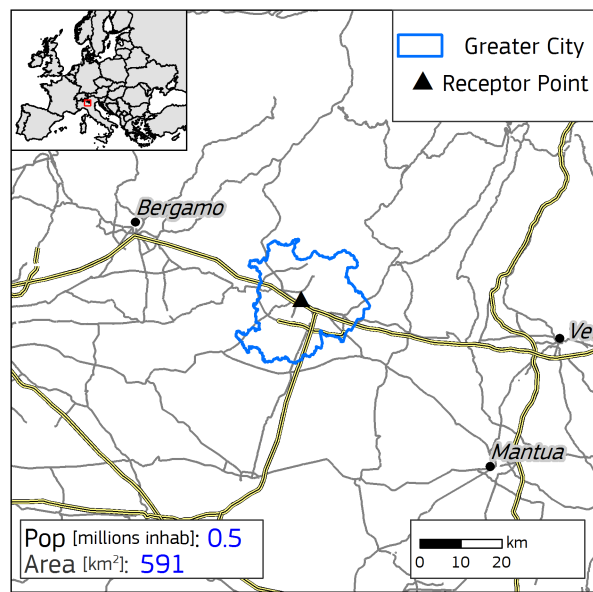 Greater City
Receptor Point
Bergamo
Ve
Mantua
Pop [millions inhab]: 0.5
Area [km²]: 591
km
0 10 20